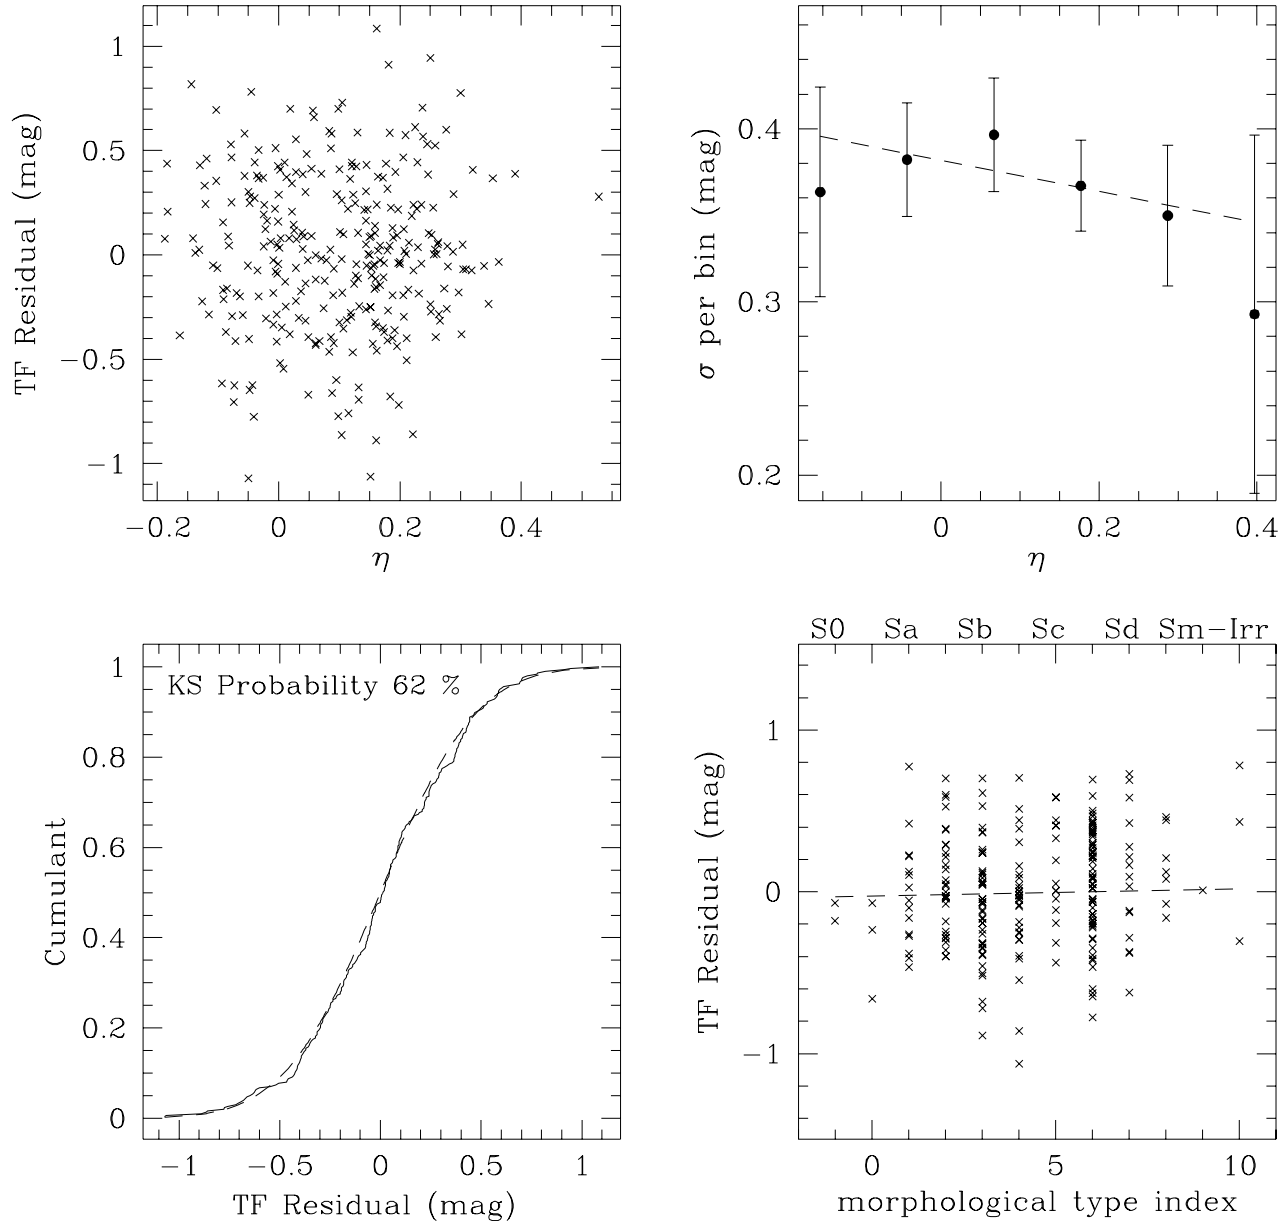 1
0.5
0
−0.5
−1
TF Residual (mag)
−0.2 0 0.2 0.4
η
0.4
0.3
0.2
σ per bin (mag)
0 0.2 0.4
η
KS Probability 62 %
1
0.8
0.6
0.4
0.2
0
Cumulant
−1 −0.5 0 0.5 1
TF Residual (mag)
S0 Sa Sb Sc Sd Sm−Irr
1
0
−1
TF Residual (mag)
0 5 10
morphological type index